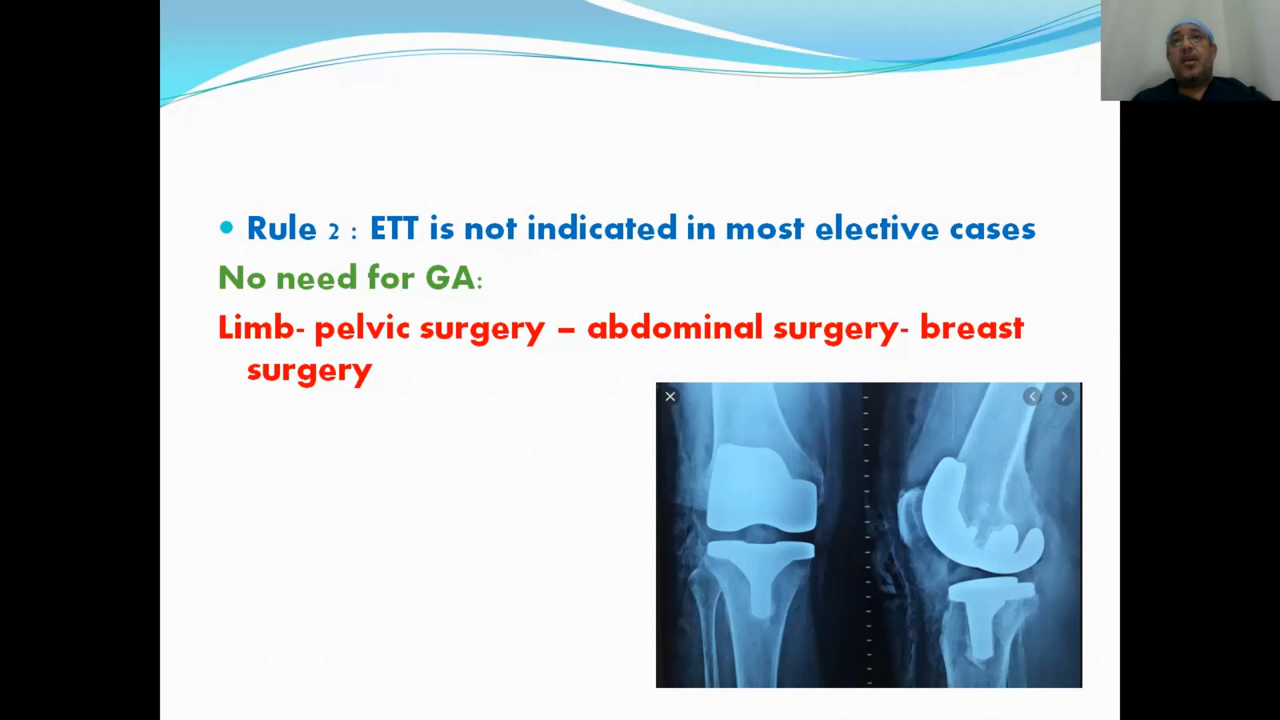 Rule 2 : ETT is not indicated in most elective cases
No need for GA:
Limb- pelvic surgery – abdominal surgery- breast
surgery